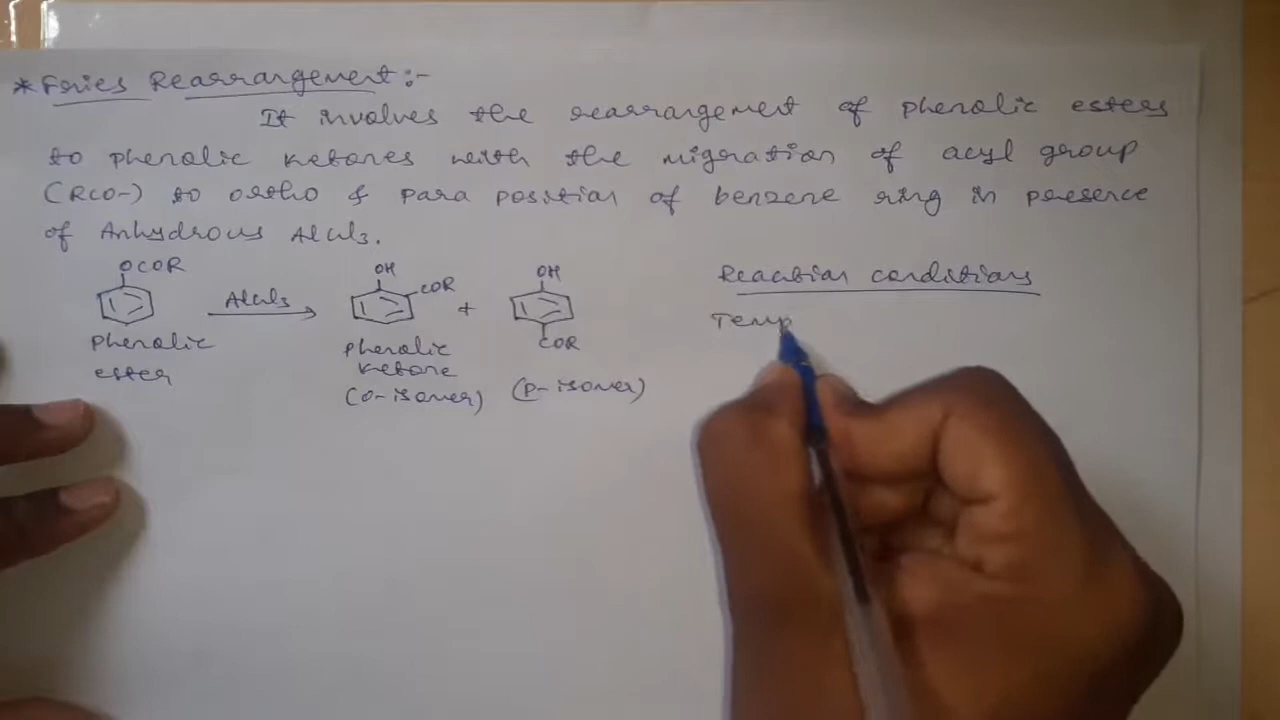 * Fries Rearrangement:-
It involves the rearrangement of phenolic esters
to phenolic ketones with the migration of acyl group
(RCO-) to ortho & para position of benzene ring in presence
of Anhydrous AlCl3.
OCOR
AlCl3
OH
COR
+
OH
COR
Phenolic
ester
Phenolic
ketone
(o-isomer)
(p-isomer)
Reaction conditions
Temp